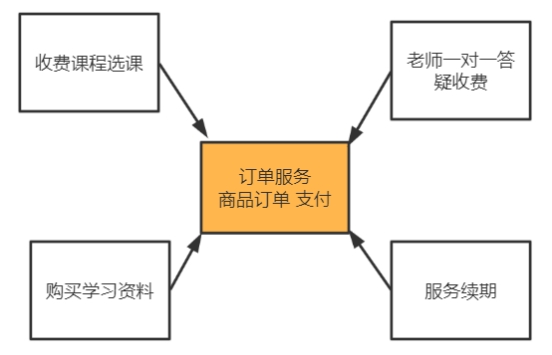 收费课程选课
老师一对一答
疑收费
订单服务
商品订单 支付
购买学习资料
服务续期